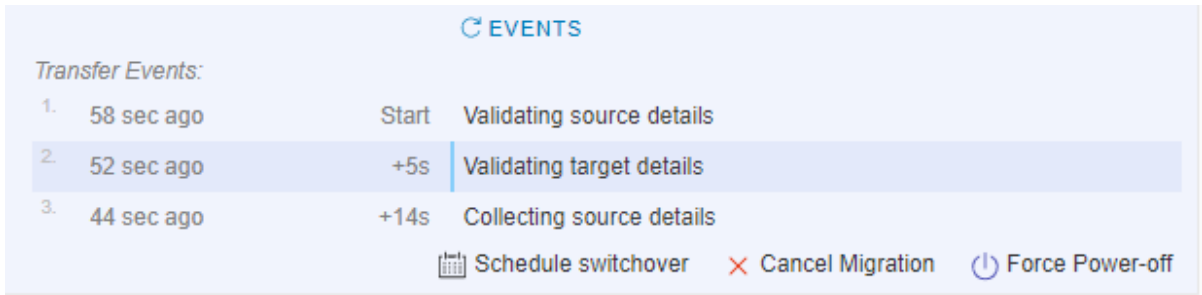 EVENTS
Transfer Events:
1. 58 sec ago Start Validating source details
2. 52 sec ago +5s Validating target details
3. 44 sec ago +14s Collecting source details
Schedule switchover Cancel Migration Force Power-off